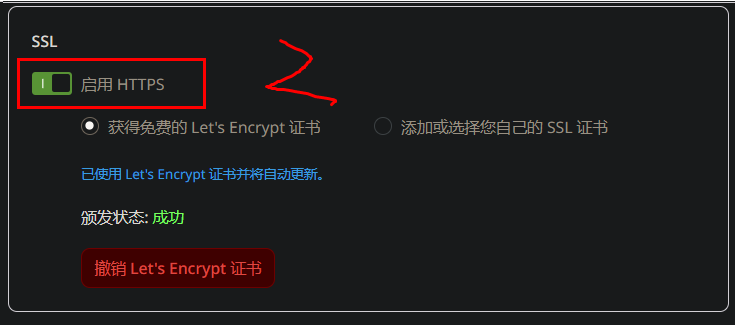 SSL
启用 HTTPS
2
获得免费的 Let's Encrypt 证书
添加或选择您自己的 SSL 证书
已使用 Let's Encrypt 证书并将自动更新。
颁发状态: 成功
撤销 Let's Encrypt 证书